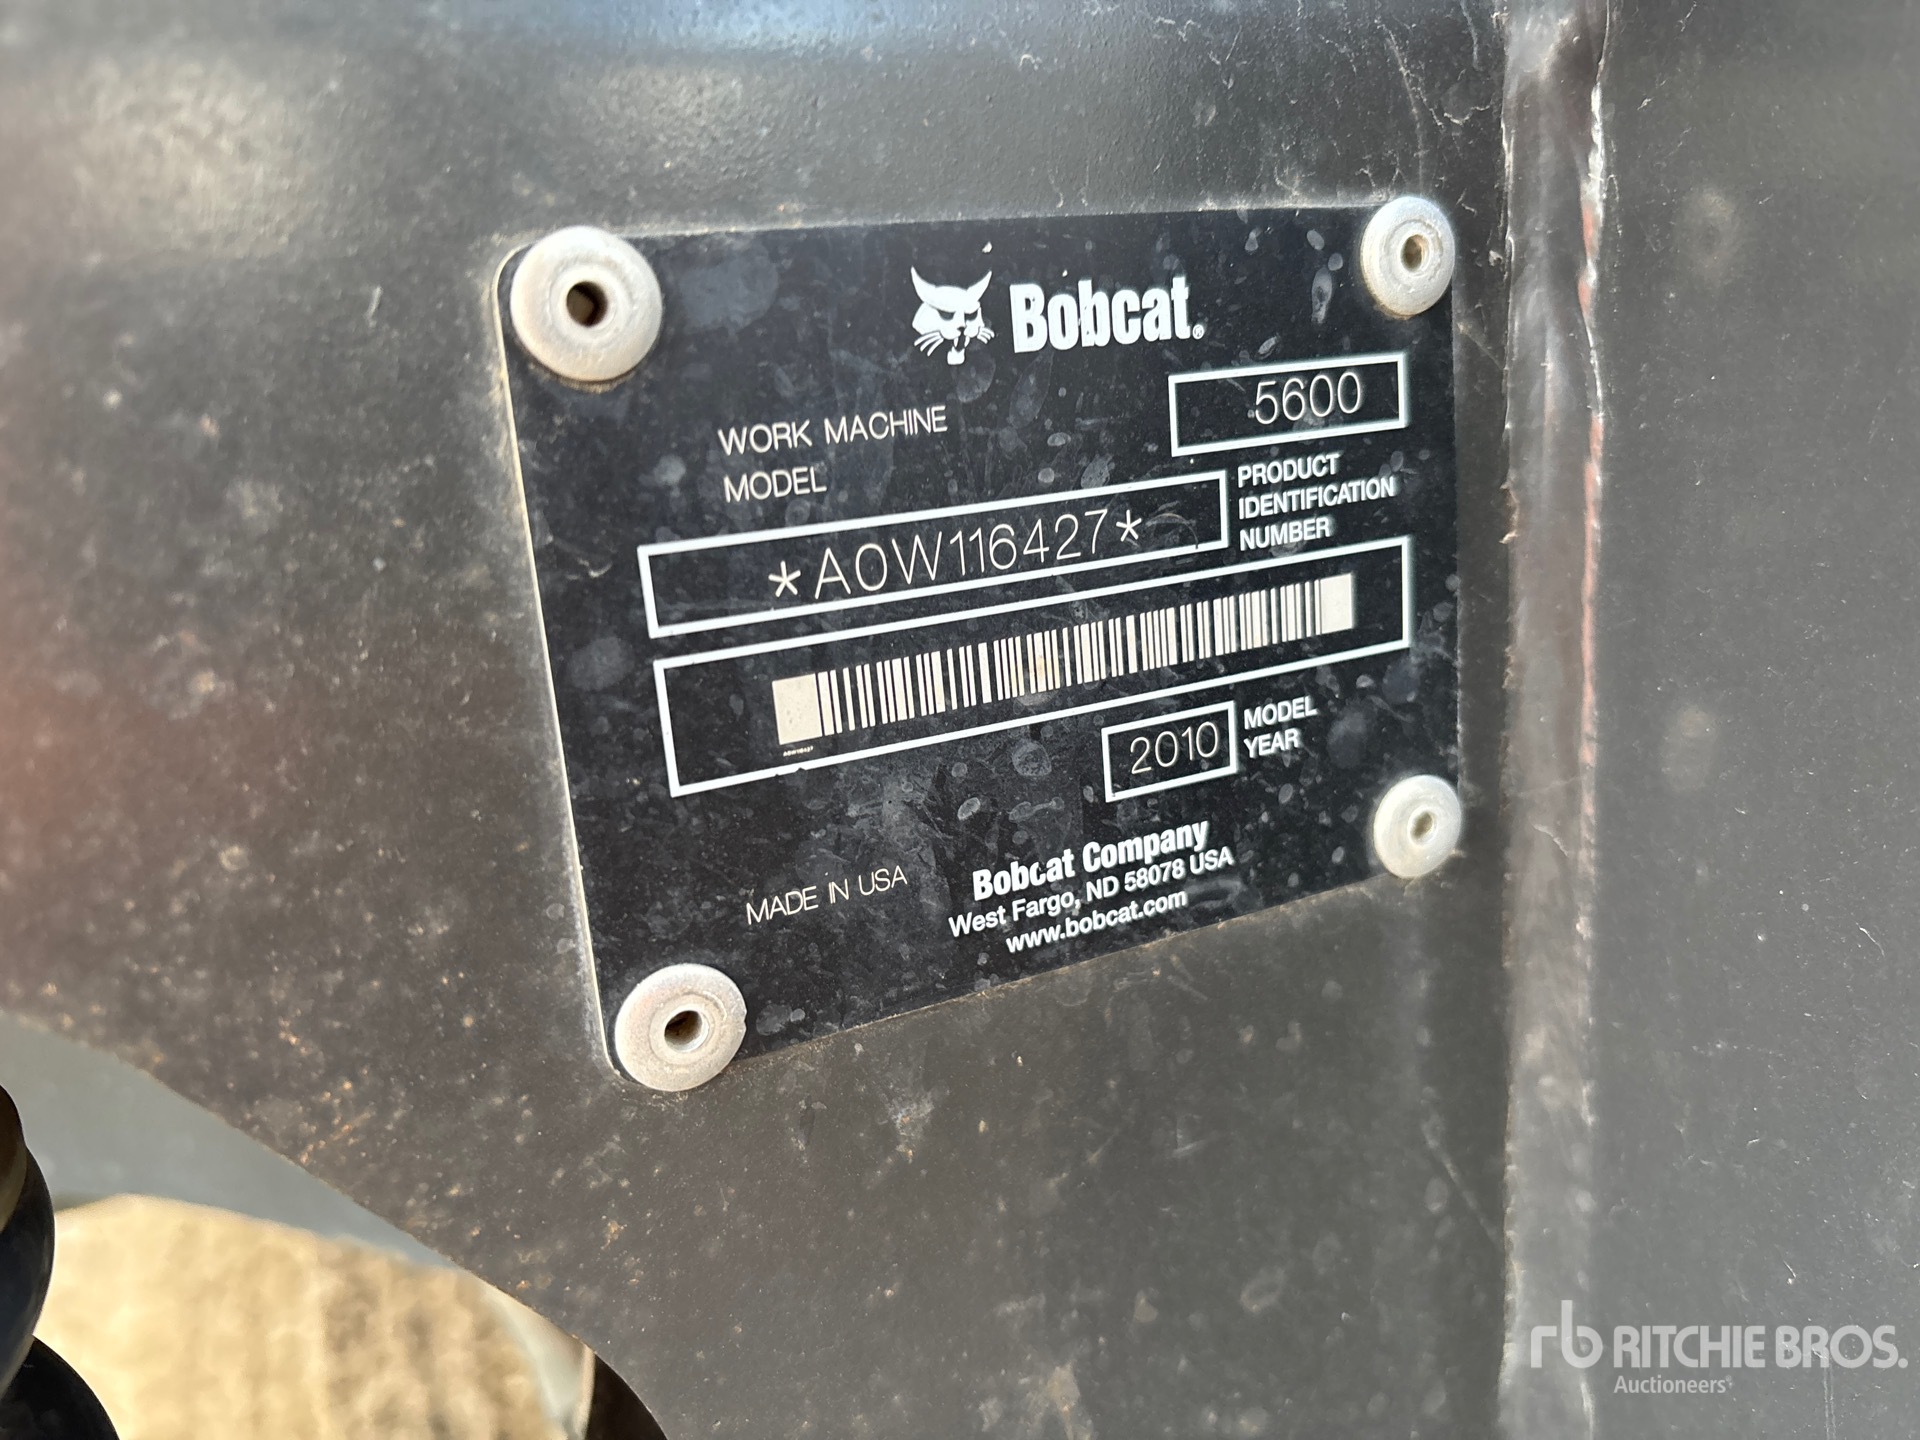 Bobcat®
WORK MACHINE
MODEL
5600
*A0W116427*
PRODUCT
IDENTIFICATION
NUMBER
2010
MODEL
YEAR
MADE IN USA
Bobcat Company
West Fargo, ND 58078 USA
www.bobcat.com
rb RITCHIE BROS.
Auctioneers